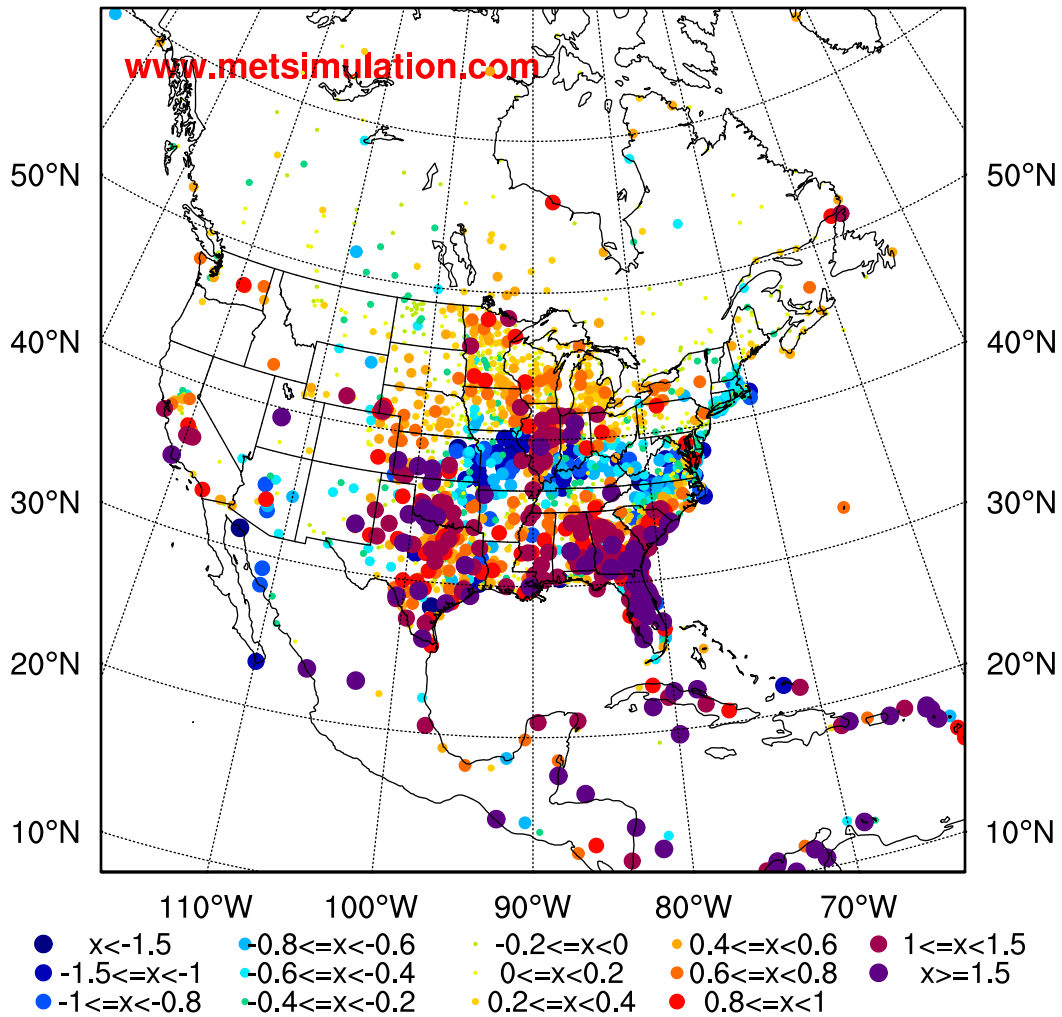 www.metsimulation.com
50°N 50°N
40°N 40°N
30°N 30°N
20°N 20°N
10°N 10°N
110°W 100°W 90°W 80°W 70°W
x<-1.5 -0.8<=x<-0.6 -0.2<=x<0 0.4<=x<0.6 1<=x<1.5
-1.5<=x<-1 -0.6<=x<-0.4 0<=x<0.2 0.6<=x<0.8 x>=1.5
-1<=x<-0.8 -0.4<=x<-0.2 0.2<=x<0.4 0.8<=x<1